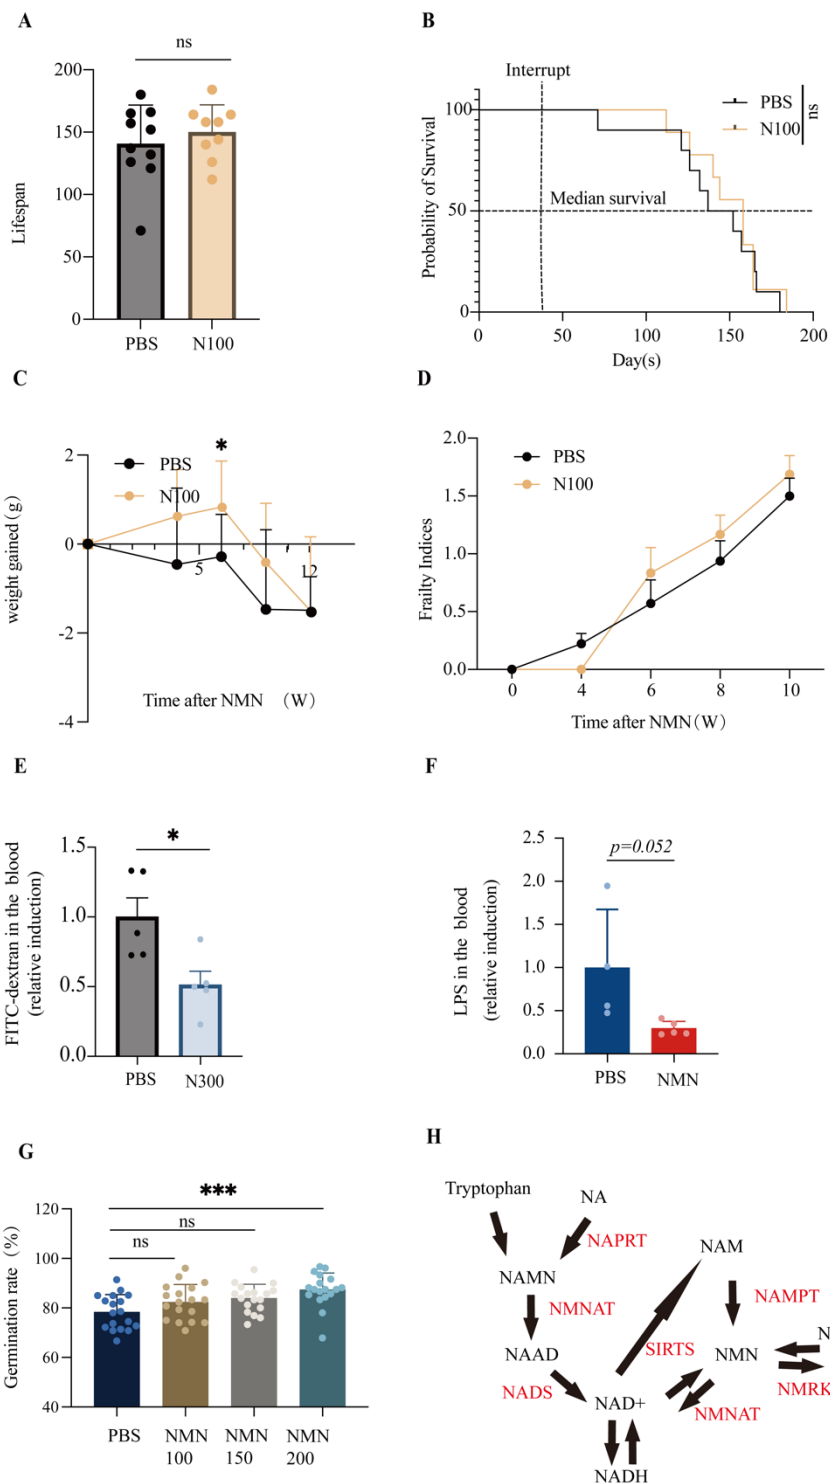 A
ns
200
150
100
50
0
Lifespan
PBS
N100
B
Interrupt
PBS
N100
ns
100
50
0
Median survival
Probability of Survival
0
50
100
150
200
Day(s)
C
*
2
0
-2
-4
PBS
N100
5
12
weight gained（g）
Time after NMN （W）
D
2.0
1.5
1.0
0.5
0.0
PBS
N100
Frailty Indices
0
4
6
8
10
Time after NMN（W）
E
*
1.5
1.0
0.5
0.0
FITC-dextran in the blood
(relative induction)
PBS
N300
F
p=0.052
2.5
2.0
1.5
1.0
0.5
0.0
LPS in the blood
(relative induction)
PBS
NMN
G
***
ns
ns
120
100
80
60
40
Germination rate（%）
PBS
NMN
100
NMN
150
NMN
200
H
Tryptophan
NA
NAPRT
NAM
NAMN
NMNAT
NAMPT
NAAD
SIRTS
NMN
N
NADS
NMRK
NAD+
NMNAT
NADH